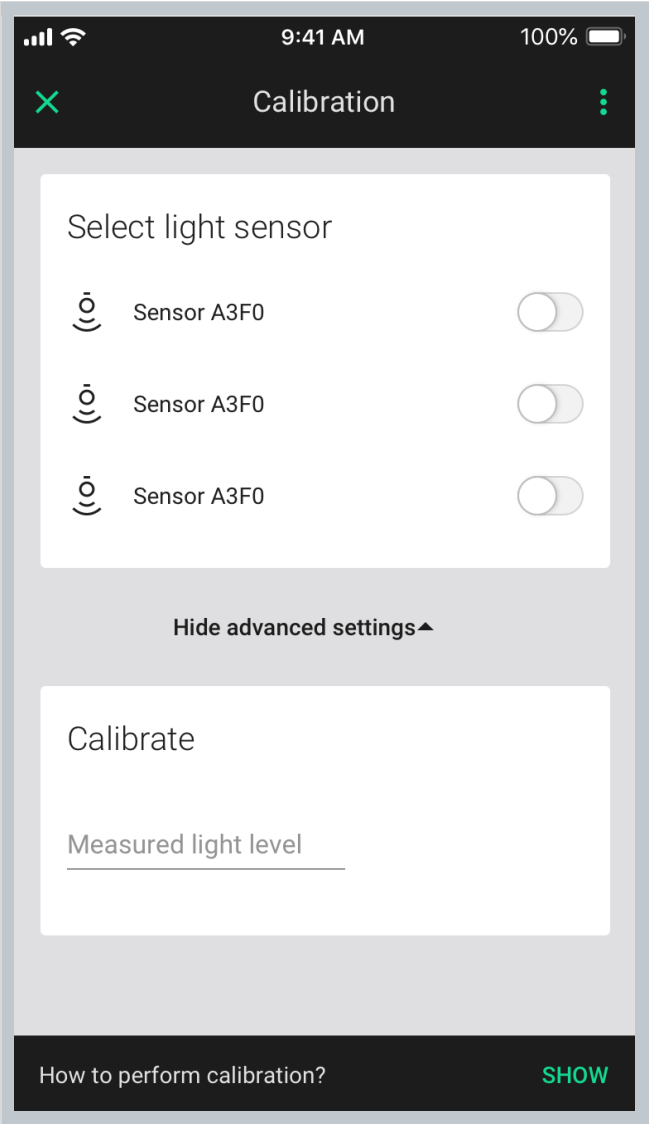 9:41 AM
100%
Calibration
Select light sensor
Sensor A3F0
Sensor A3F0
Sensor A3F0
Hide advanced settings
Calibrate
Measured light level
How to perform calibration?
SHOW